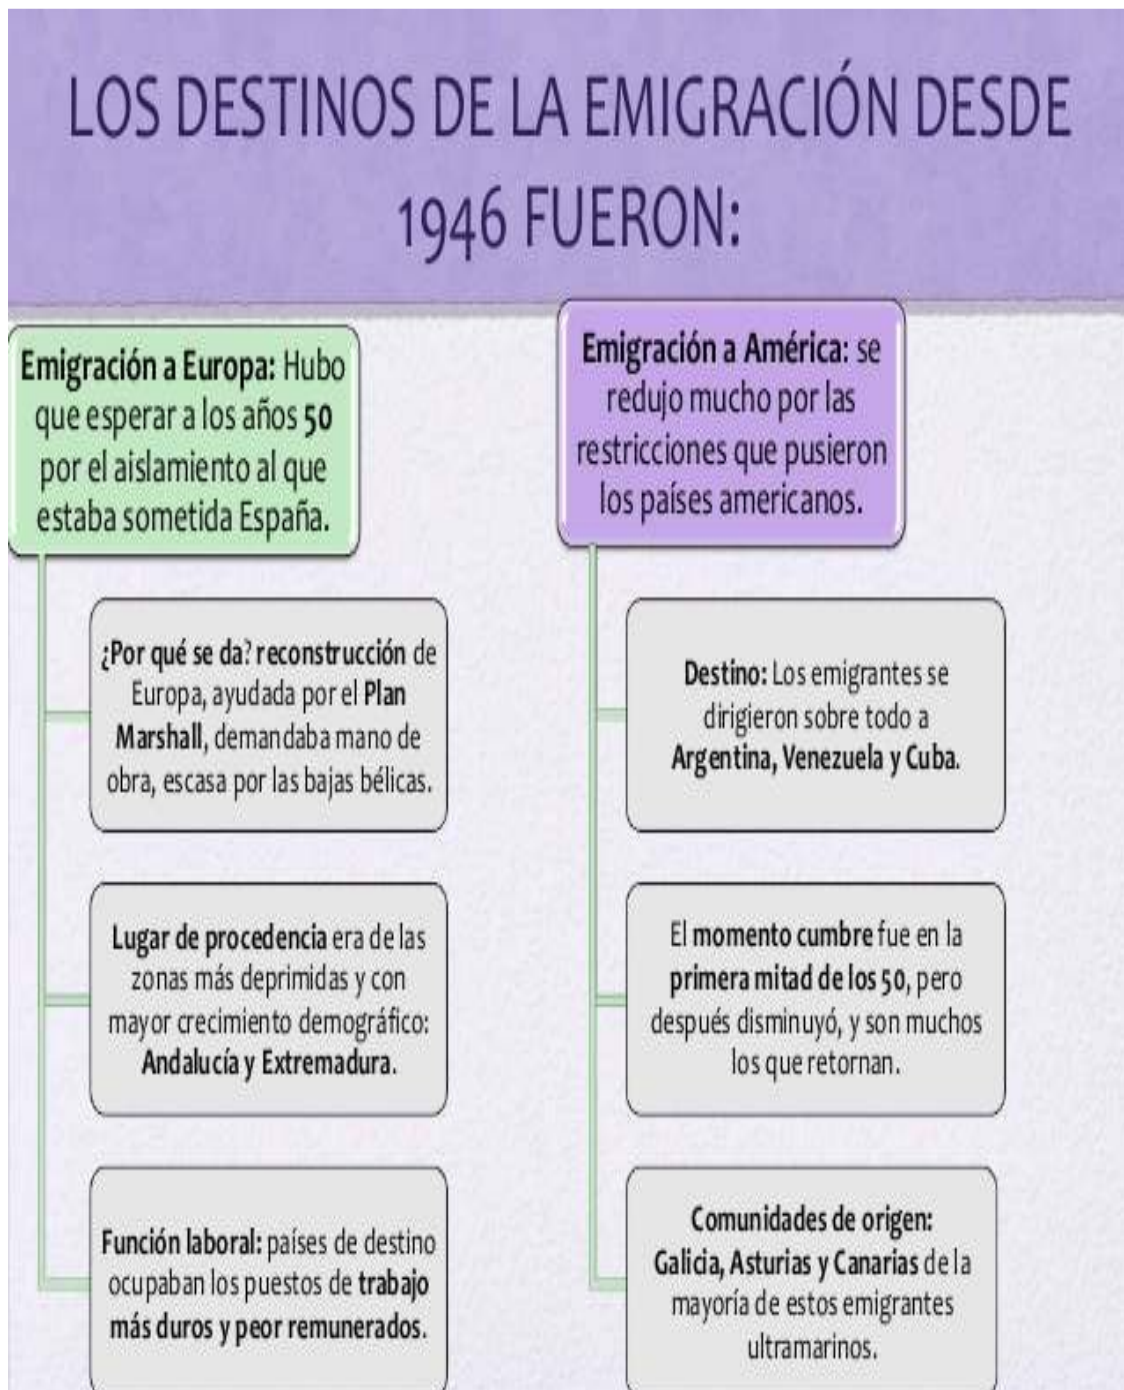 LOS DESTINOS DE LA EMIGRACIÓN DESDE
1946 FUERON:
Emigración a Europa: Hubo
que esperar a los años 50
por el aislamiento al que
estaba sometida España.
¿Por qué se da? reconstrucción de
Europa, ayudada por el Plan
Marshall, demandaba mano de
obra, escasa por las bajas bélicas.
Lugar de procedencia era de las
zonas más deprimidas y con
mayor crecimiento demográfico:
Andalucía y Extremadura.
Función laboral: países de destino
ocupaban los puestos de trabajo
más duros y peor remunerados.
Emigración a América: se
redujo mucho por las
restricciones que pusieron
los países americanos.
Destino: Los emigrantes se
dirigieron sobre todo a
Argentina, Venezuela y Cuba.
El momento cumbre fue en la
primera mitad de los 50, pero
después disminuyó, y son muchos
los que retornan.
Comunidades de origen:
Galicia, Asturias y Canarias de la
mayoría de estos emigrantes
ultramarinos.